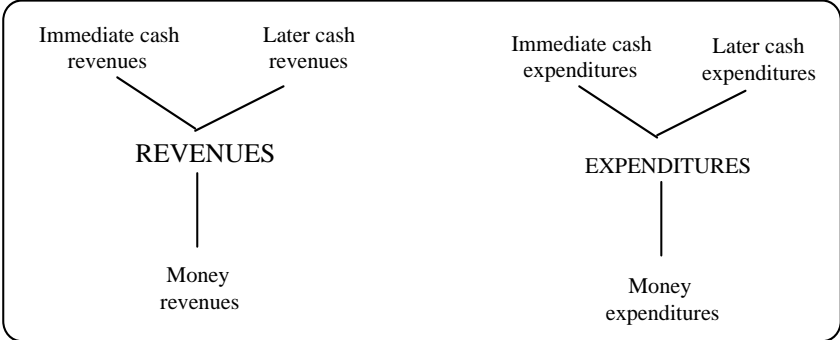 Immediate cash
revenues
Later cash
revenues
REVENUES
Money
revenues
Immediate cash
expenditures
Later cash
expenditures
EXPENDITURES
Money
expenditures